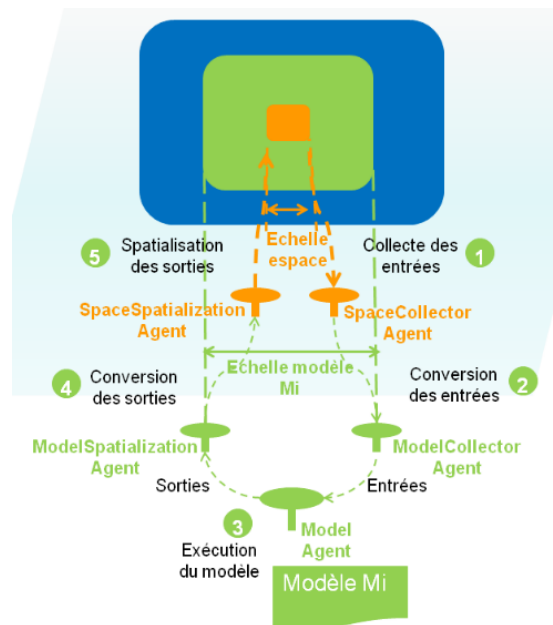 Echelle
espace
5
Spatialisation
des sorties
Collecte des
entrées
1
SpaceSpatialization
Agent
SpaceCollector
Agent
Echelle modèle
Mi
4
Conversion
des sorties
Conversion
des entrées
2
ModelSpatialization
Agent
ModelCollector
Agent
Sorties
Entrées
3
Model
Agent
Exécution
du modèle
Modèle Mi